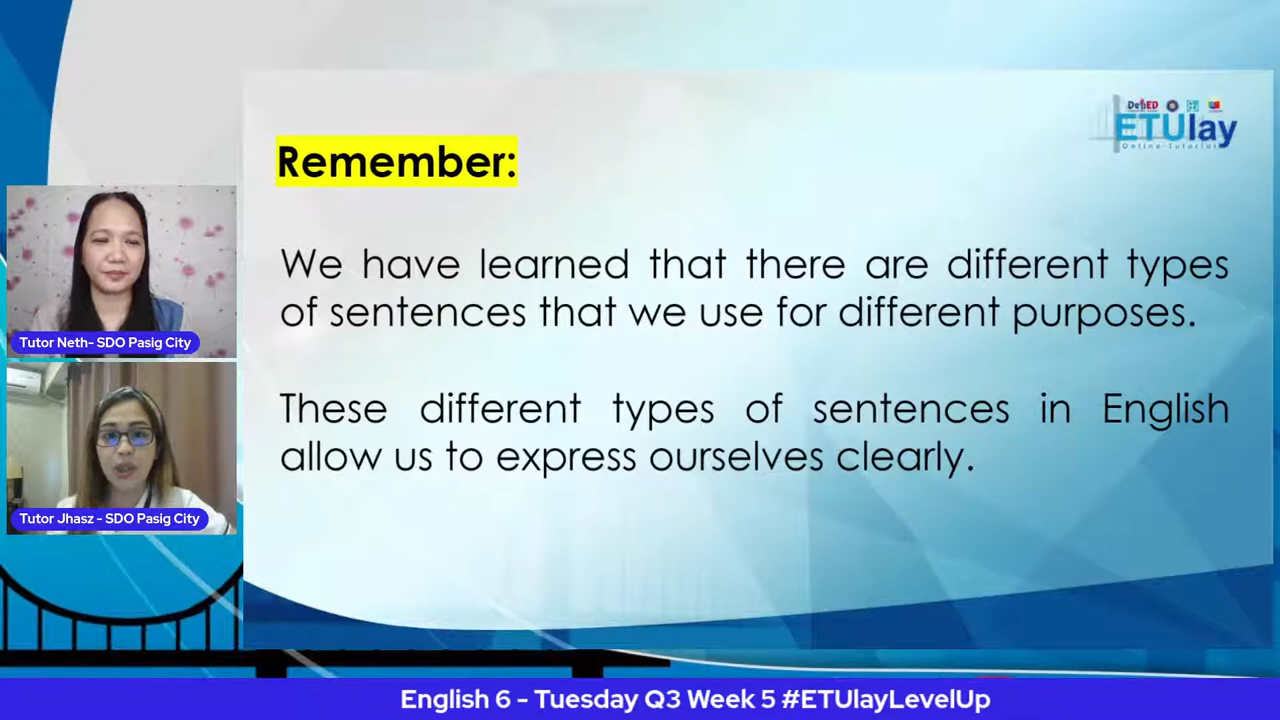 DepED
ETUlay
Online Tutorial
Remember:
We have learned that there are different types
of sentences that we use for different purposes.
These different types of sentences in English
allow us to express ourselves clearly.
Tutor Neth- SDO Pasig City
Tutor Jhasz - SDO Pasig City
English 6 - Tuesday Q3 Week 5 #ETUlayLevelUp